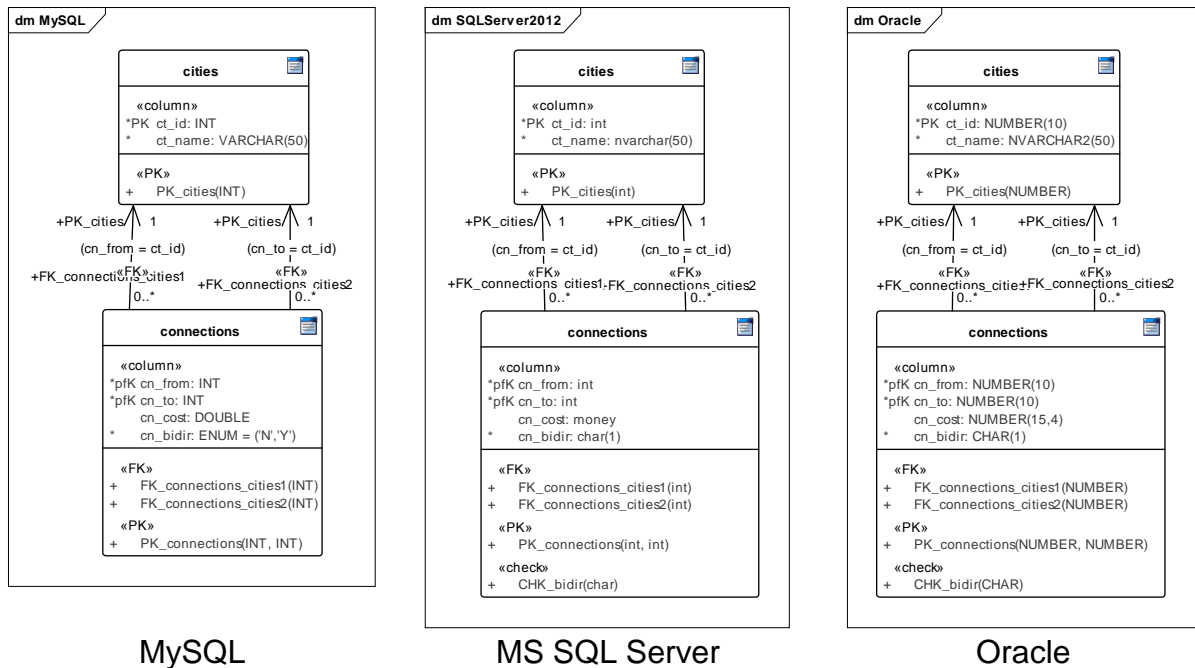 dm MySQL
cities
«column»
*PK ct_id: INT
* ct_name: VARCHAR(50)
«PK»
+ PK_cities(INT)
+PK_cities 1 +PK_cities 1
(cn_from = ct_id) (cn_to = ct_id)
«FK» «FK»
+FK_connections_cities1
+FK_connections_cities2
0..* 0..*
connections
«column»
*pfK cn_from: INT
*pfK cn_to: INT
cn_cost: DOUBLE
* cn_bidir: ENUM = ('N','Y')
«FK»
+ FK_connections_cities1(INT)
+ FK_connections_cities2(INT)
«PK»
+ PK_connections(INT, INT)
MySQL
dm SQLServer2012
cities
«column»
*PK ct_id: int
* ct_name: nvarchar(50)
«PK»
+ PK_cities(int)
+PK_cities 1 +PK_cities 1
(cn_from = ct_id) (cn_to = ct_id)
«FK» «FK»
+FK_connections_cities1 +FK_connections_cities2
0..* 0..*
connections
«column»
*pfK cn_from: int
*pfK cn_to: int
cn_cost: money
* cn_bidir: char(1)
«FK»
+ FK_connections_cities1(int)
+ FK_connections_cities2(int)
«PK»
+ PK_connections(int, int)
«check»
+ CHK_bidir(char)
MS SQL Server
dm Oracle
cities
«column»
*PK ct_id: NUMBER(10)
* ct_name: NVARCHAR2(50)
«PK»
+ PK_cities(NUMBER)
+PK_cities 1 +PK_cities 1
(cn_from = ct_id) (cn_to = ct_id)
«FK» «FK»
+FK_connections_cities1 +FK_connections_cities2
0..* 0..*
connections
«column»
*pfK cn_from: NUMBER(10)
*pfK cn_to: NUMBER(10)
cn_cost: NUMBER(15,4)
* cn_bidir: CHAR(1)
«FK»
+ FK_connections_cities1(NUMBER)
+ FK_connections_cities2(NUMBER)
«PK»
+ PK_connections(NUMBER, NUMBER)
«check»
+ CHK_bidir(CHAR)
Oracle